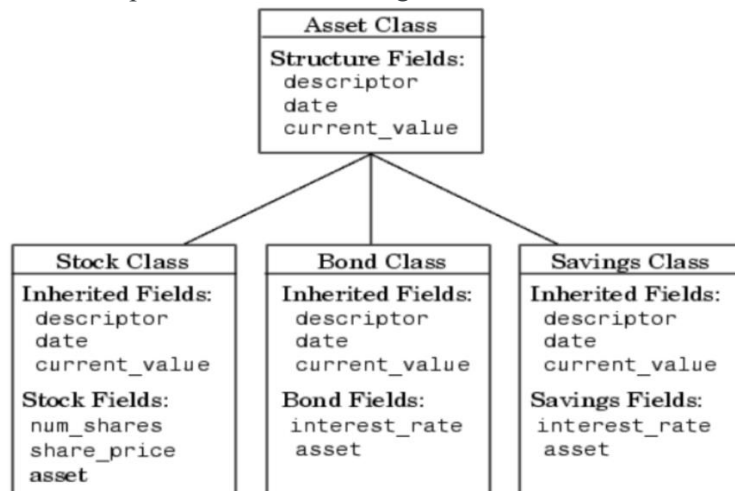 Asset Class
Structure Fields:
descriptor
date
current_value
Stock Class
Inherited Fields:
descriptor
date
current_value
Stock Fields:
num_shares
share_price
asset
Bond Class
Inherited Fields:
descriptor
date
current_value
Bond Fields:
interest_rate
asset
Savings Class
Inherited Fields:
descriptor
date
current_value
Savings Fields:
interest_rate
asset